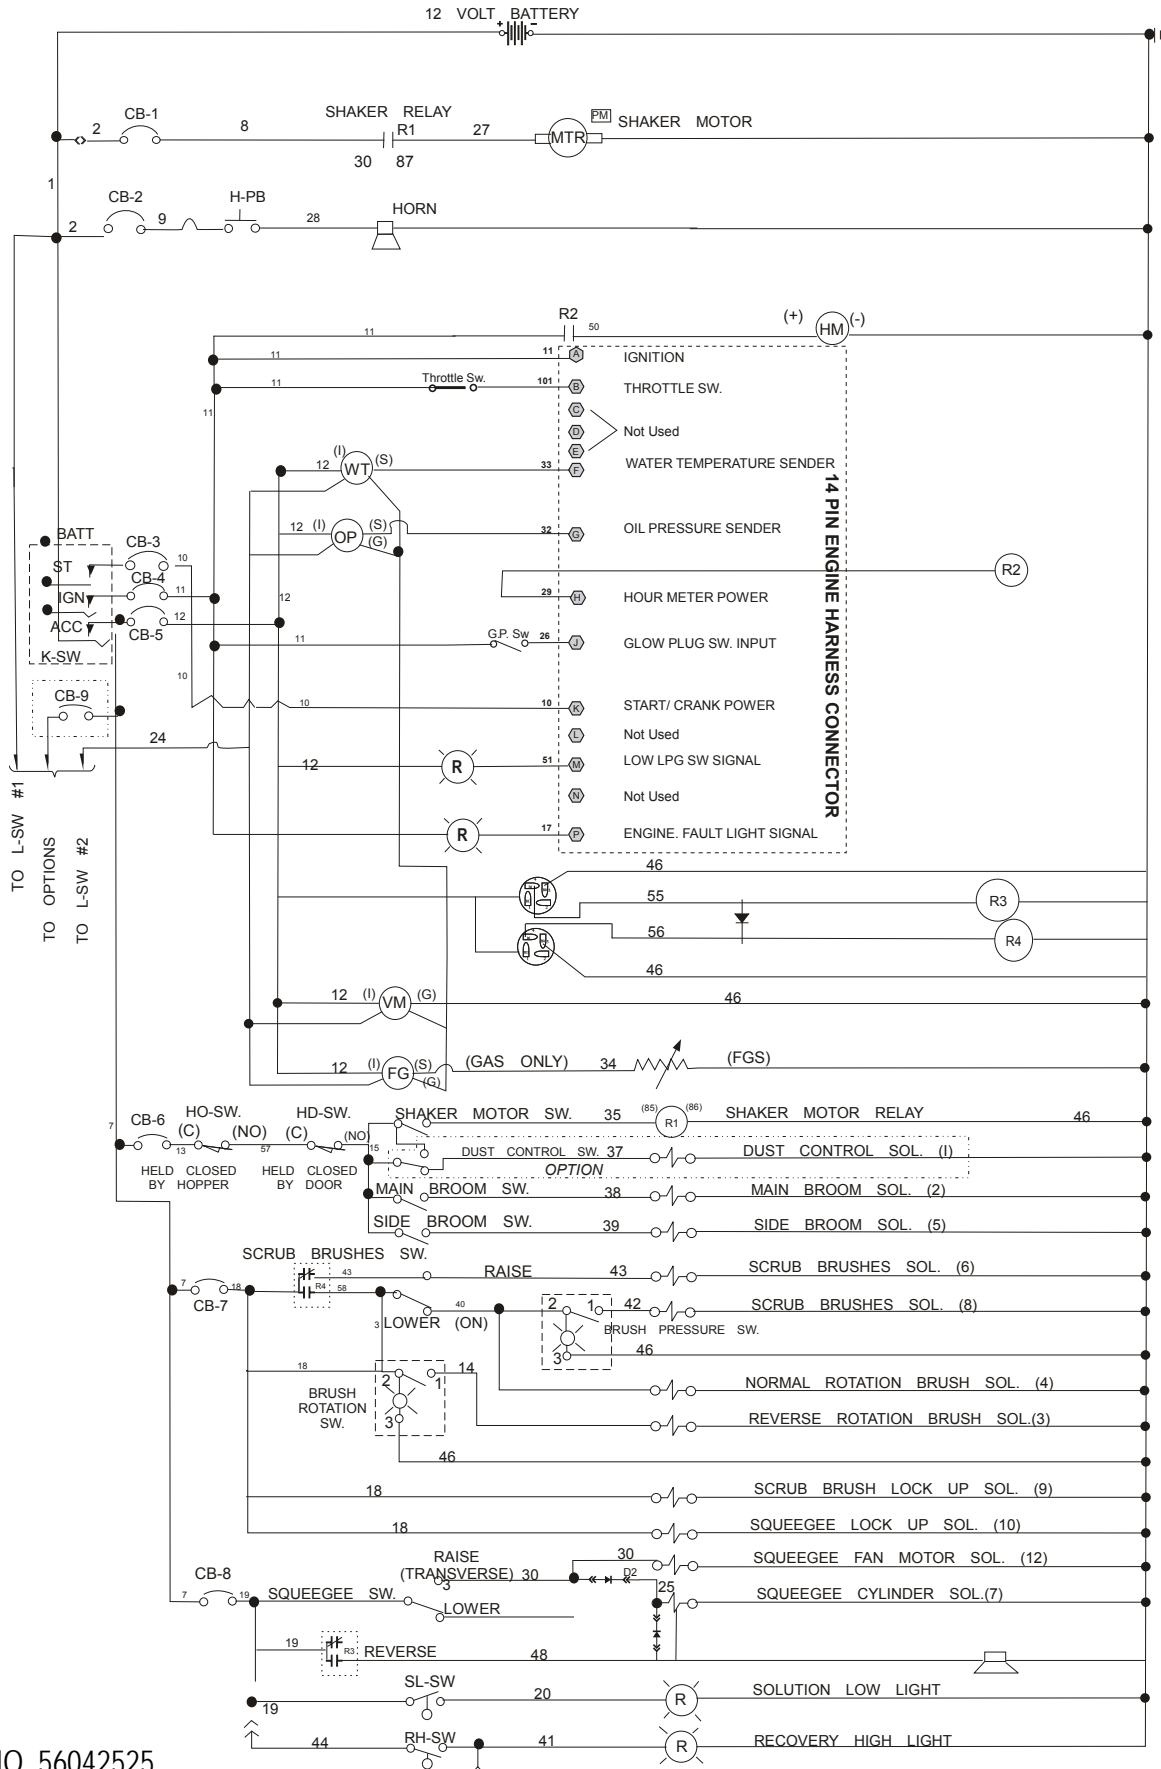 12 VOLT BATTERY
+ −
CB-1
SHAKER RELAY
PM
SHAKER MOTOR
2
8
R1
27
MTR
30 87
1
CB-2
H-PB
HORN
2
9
28
R2
50
(+)
HM
(-)
11
11
11
A
IGNITION
11
Throttle Sw.
101
B
THROTTLE SW.
11
C
D
Not Used
E
12
(I)
WT
(S)
33
F
WATER TEMPERATURE SENDER
14 PIN ENGINE HARNESS CONNECTOR
12
(I)
OP
(S)
(G)
32
G
OIL PRESSURE SENDER
BATT
CB-3
10
ST
CB-4
IGN
11
12
29
H
HOUR METER POWER
R2
ACC
CB-5
12
K-SW
11
G.P. Sw
26
J
GLOW PLUG SW. INPUT
10
CB-9
10
10
K
START/ CRANK POWER
24
L
Not Used
12
R
51
M
LOW LPG SW SIGNAL
N
Not Used
R
17
P
ENGINE. FAULT LIGHT SIGNAL
TO L-SW #1
TO OPTIONS
TO L-SW #2
46
55
R3
56
R4
46
12
(I)
VM
(G)
46
12
(I)
FG
(S)
(G)
(GAS ONLY)
34
(FGS)
7
CB-6
HO-SW.
HD-SW.
SHAKER MOTOR SW.
35
(85)
R1
(86)
SHAKER MOTOR RELAY
46
(C)
(NO)
(C)
(NO)
13
57
15
HELD CLOSED
BY HOPPER
HELD CLOSED
BY DOOR
DUST CONTROL SW.
37
DUST CONTROL SOL. (I)
OPTION
MAIN BROOM SW.
38
MAIN BROOM SOL. (2)
SIDE BROOM SW.
39
SIDE BROOM SOL. (5)
SCRUB BRUSHES SW.
43
RAISE
43
SCRUB BRUSHES SOL. (6)
7
18
CB-7
R4
58
3
LOWER (ON)
40
2
1
42
SCRUB BRUSHES SOL. (8)
BRUSH PRESSURE SW.
3
46
18
2
1
14
BRUSH
ROTATION
SW.
3
NORMAL ROTATION BRUSH SOL. (4)
REVERSE ROTATION BRUSH SOL.(3)
46
18
SCRUB BRUSH LOCK UP SOL. (9)
18
SQUEEGEE LOCK UP SOL. (10)
RAISE
(TRANSVERSE)
3
30
30
D2
SQUEEGEE FAN MOTOR SOL. (12)
CB-8
7
19
SQUEEGEE SW.
LOWER
25
SQUEEGEE CYLINDER SOL.(7)
19
R3
REVERSE
48
SL-SW
19
20
R
SOLUTION LOW LIGHT
RH-SW
44
41
R
RECOVERY HIGH LIGHT
NO 56042525